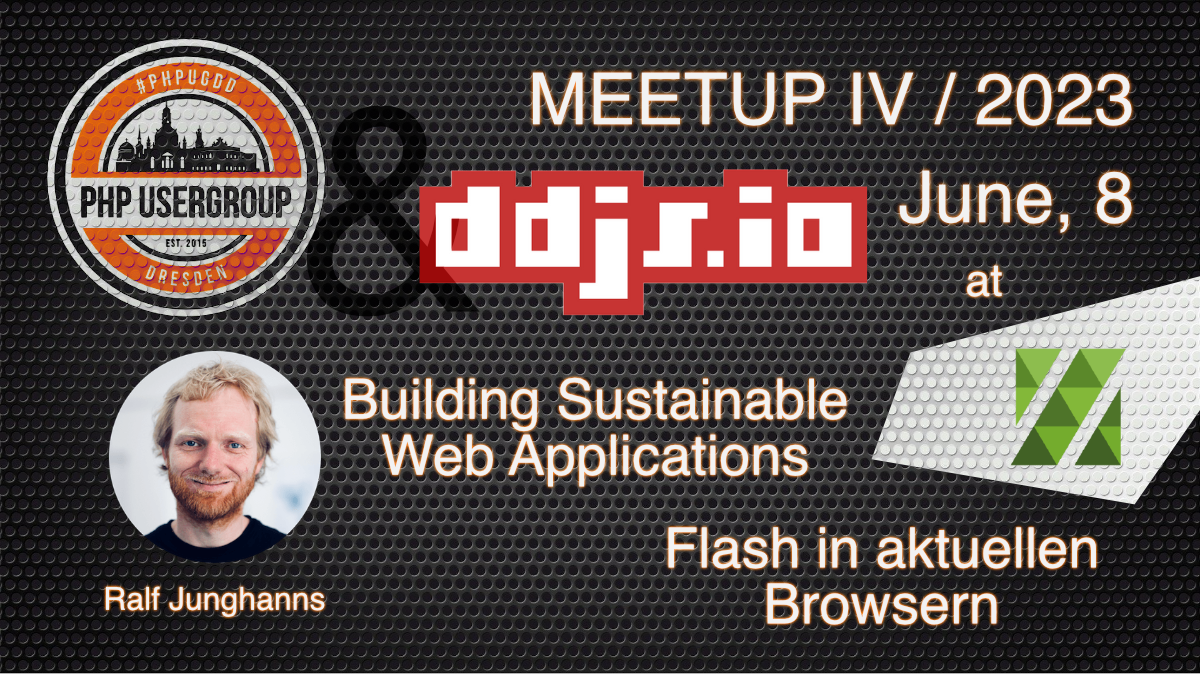 #PHPUGDD
PHP USERGROUP
EST. 2015
DRESDEN
&
ddjs.io
MEETUP IV / 2023
June, 8
at
Building Sustainable
Web Applications
Ralf Junghanns
Flash in aktuellen
Browsern